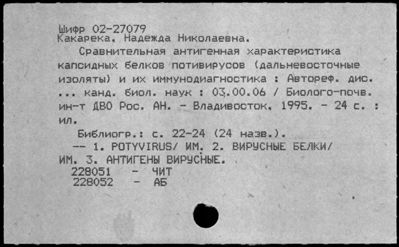 Шифр 02-27079
Какарека, Надежда Николаевна.
Сравнительная антигенная характеристика
капсидных белков потивирусов (дальневосточные
изоляты) и их иммунодиагностика : Автореф. дис.
... канд. биол. наук : 03.00.06 / Биолого-почв.
ин-т ДВО Рос. АН. - Владивосток, 1995. - 24 с. :
ил.
Библиогр.: с. 22-24 (24 назв.).
-- 1. POTYVIRUS/ ИМ. 2. ВИРУСНЫЕ БЕЛКИ/
ИМ. 3. АНТИГЕНЫ ВИРУСНЫЕ.
228051 - ЧИТ
228052 - АБ